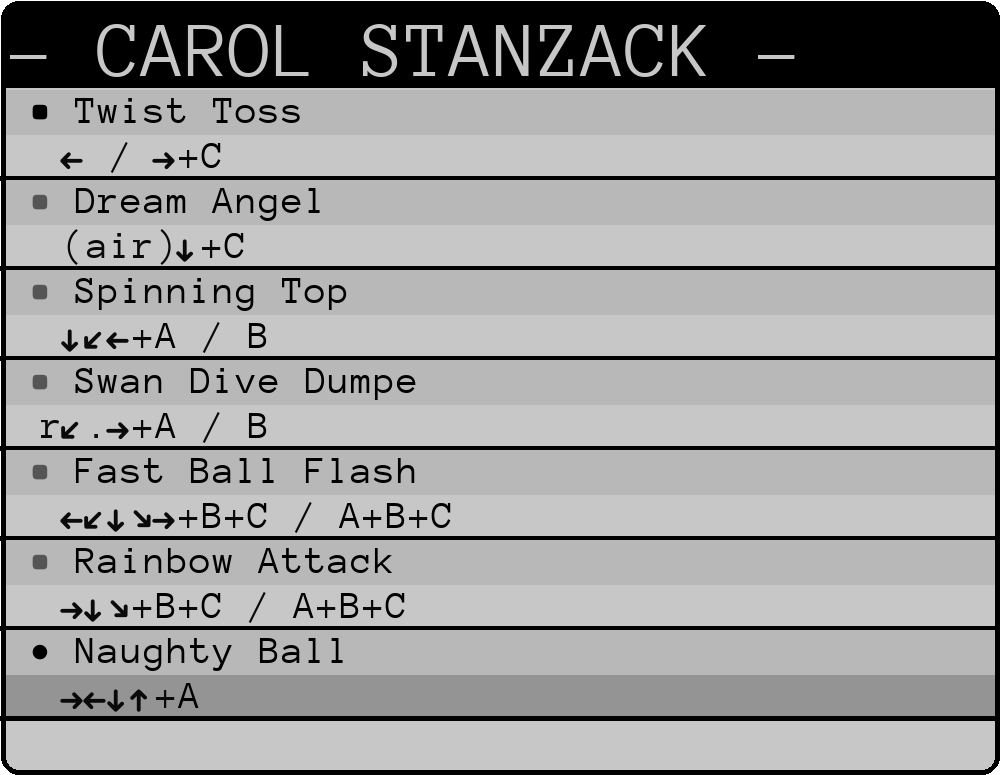 — CAROL STANZACK —
▪ Twist Toss
← / →+C
▪ Dream Angel
(air)↓+C
▪ Spinning Top
↓↙←+A / B
▪ Swan Dive Dumpe
r↙.→+A / B
▪ Fast Ball Flash
←↙↓↘→+B+C / A+B+C
▪ Rainbow Attack
→↓↘+B+C / A+B+C
● Naughty Ball
→←↓↑+A